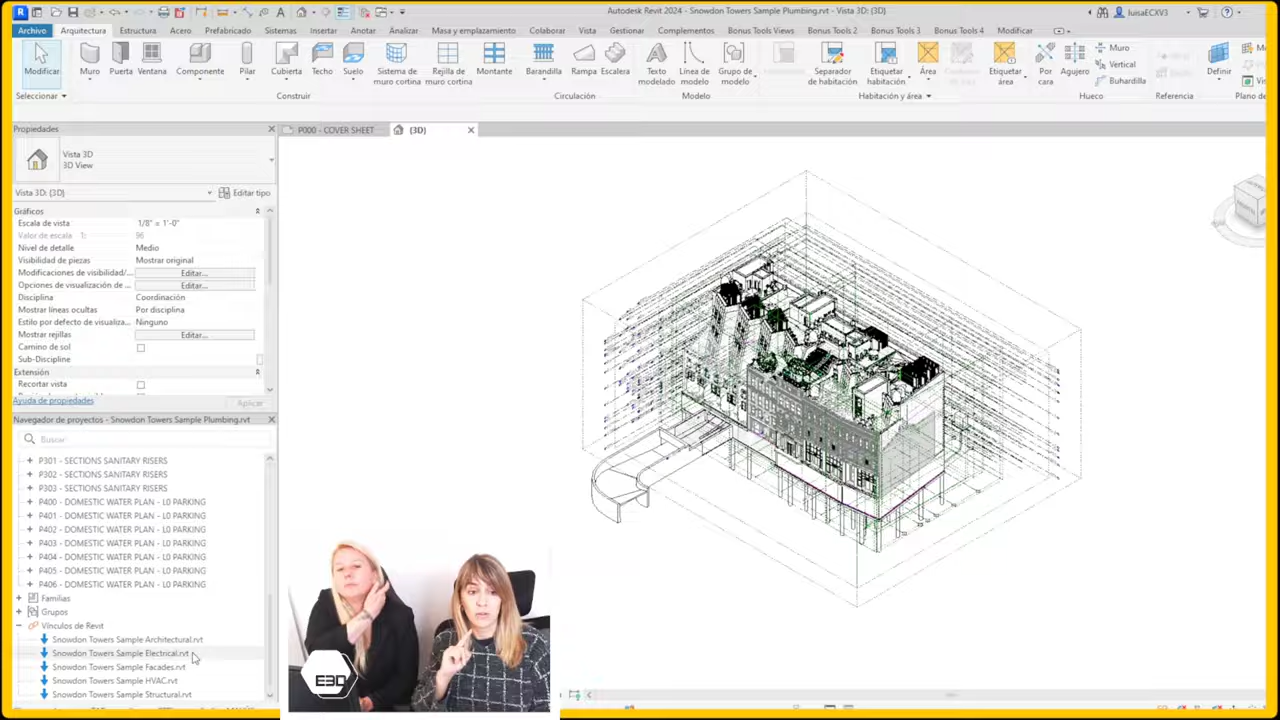 Autodesk Revit 2024 - Snowdon Towers Sample Plumbing.rvt - Vista 3D: {3D}
luisaECXV3
Archivo Arquitectura Estructura Acero Prefabricado Sistemas Insertar Anotar Analizar Masa y emplazamiento Colaborar Vista Gestionar Complementos Bonus Tools Views Bonus Tools 2 Bonus Tools 3 Bonus Tools 4 Modificar
Modificar Muro Puerta Ventana Componente Pilar Cubierta Techo Suelo Sistema de muro cortina Rejilla de muro cortina Montante Barandilla Rampa Escalera Texto modelado Línea de modelo Grupo de modelo Separador de habitación Etiquetar habitación Área Etiquetar área Por cara Agujero Muro Vertical Buhardilla Definir
Seleccionar Construir Circulación Modelo Habitación y área Hueco Referencia Plano de
Propiedades
P000 - COVER SHEET {3D}
Vista 3D
3D View
Vista 3D: {3D} Editar tipo
Gráficos
Escala de vista 1/8" = 1'-0"
Valor de escala 1: 96
Nivel de detalle Medio
Visibilidad de piezas Mostrar original
Modificaciones de visibilidad/... Editar...
Opciones de visualización de ... Editar...
Disciplina Coordinación
Mostrar líneas ocultas Por disciplina
Estilo por defecto de visualiza... Ninguno
Mostrar rejillas Editar...
Camino de sol
Sub-Discipline
Extensión
Recortar vista
Ayuda de propiedades Aplicar
Navegador de proyectos - Snowdon Towers Sample Plumbing.rvt
Buscar
P301 - SECTIONS SANITARY RISERS
P302 - SECTIONS SANITARY RISERS
P303 - SECTIONS SANITARY RISERS
P400 - DOMESTIC WATER PLAN - L0 PARKING
P401 - DOMESTIC WATER PLAN - L0 PARKING
P402 - DOMESTIC WATER PLAN - L0 PARKING
P403 - DOMESTIC WATER PLAN - L0 PARKING
P404 - DOMESTIC WATER PLAN - L0 PARKING
P405 - DOMESTIC WATER PLAN - L0 PARKING
P406 - DOMESTIC WATER PLAN - L0 PARKING
Familias
Grupos
Vínculos de Revit
Snowdon Towers Sample Architectural.rvt
Snowdon Towers Sample Electrical.rvt
Snowdon Towers Sample Facades.rvt
Snowdon Towers Sample HVAC.rvt
Snowdon Towers Sample Structural.rvt
E3D